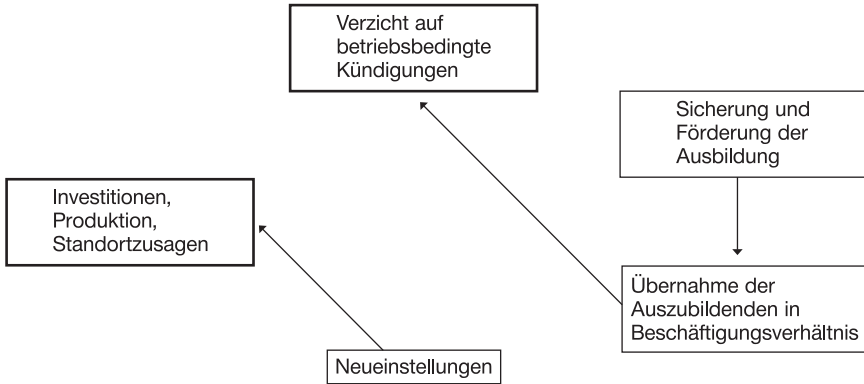 Verzicht auf
betriebsbedingte
Kündigungen
Sicherung und
Förderung der
Ausbildung
Investitionen,
Produktion,
Standortzusagen
Übernahme der
Auszubildenden in
Beschäftigungsverhältnis
Neueinstellungen